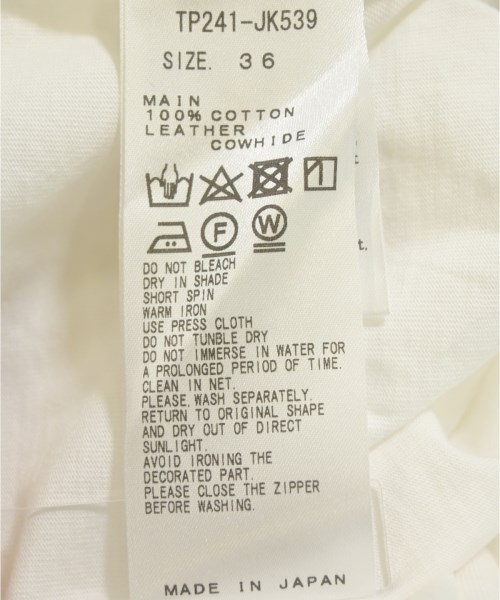 TP241-JK539
SIZE. 36
MAIN
100% COTTON
LEATHER
COWHIDE
F W
DO NOT BLEACH
DRY IN SHADE
SHORT SPIN
WARM IRON
USE PRESS CLOTH
DO NOT TUNBLE DRY
DO NOT IMMERSE IN WATER FOR
A PROLONGED PERIOD OF TIME.
CLEAN IN NET.
PLEASE,WASH SEPARATELY.
RETURN TO ORIGINAL SHAPE
AND DRY OUT OF DIRECT
SUNLIGHT.
AVOID IRONING THE
DECORATED PART.
PLEASE CLOSE THE ZIPPER
BEFORE WASHING.
MADE IN JAPAN
t.